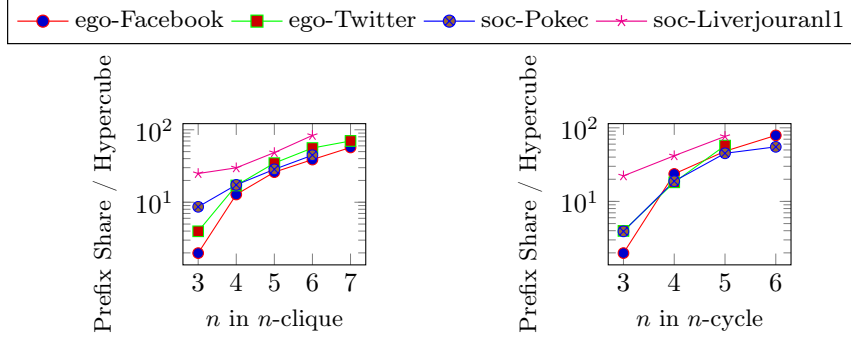 ego-Facebook ego-Twitter soc-Pokec soc-Liverjouranl1
Prefix Share / Hypercube
10^2
10^1
3 4 5 6 7
n in n-clique
Prefix Share / Hypercube
10^2
10^1
3 4 5 6
n in n-cycle